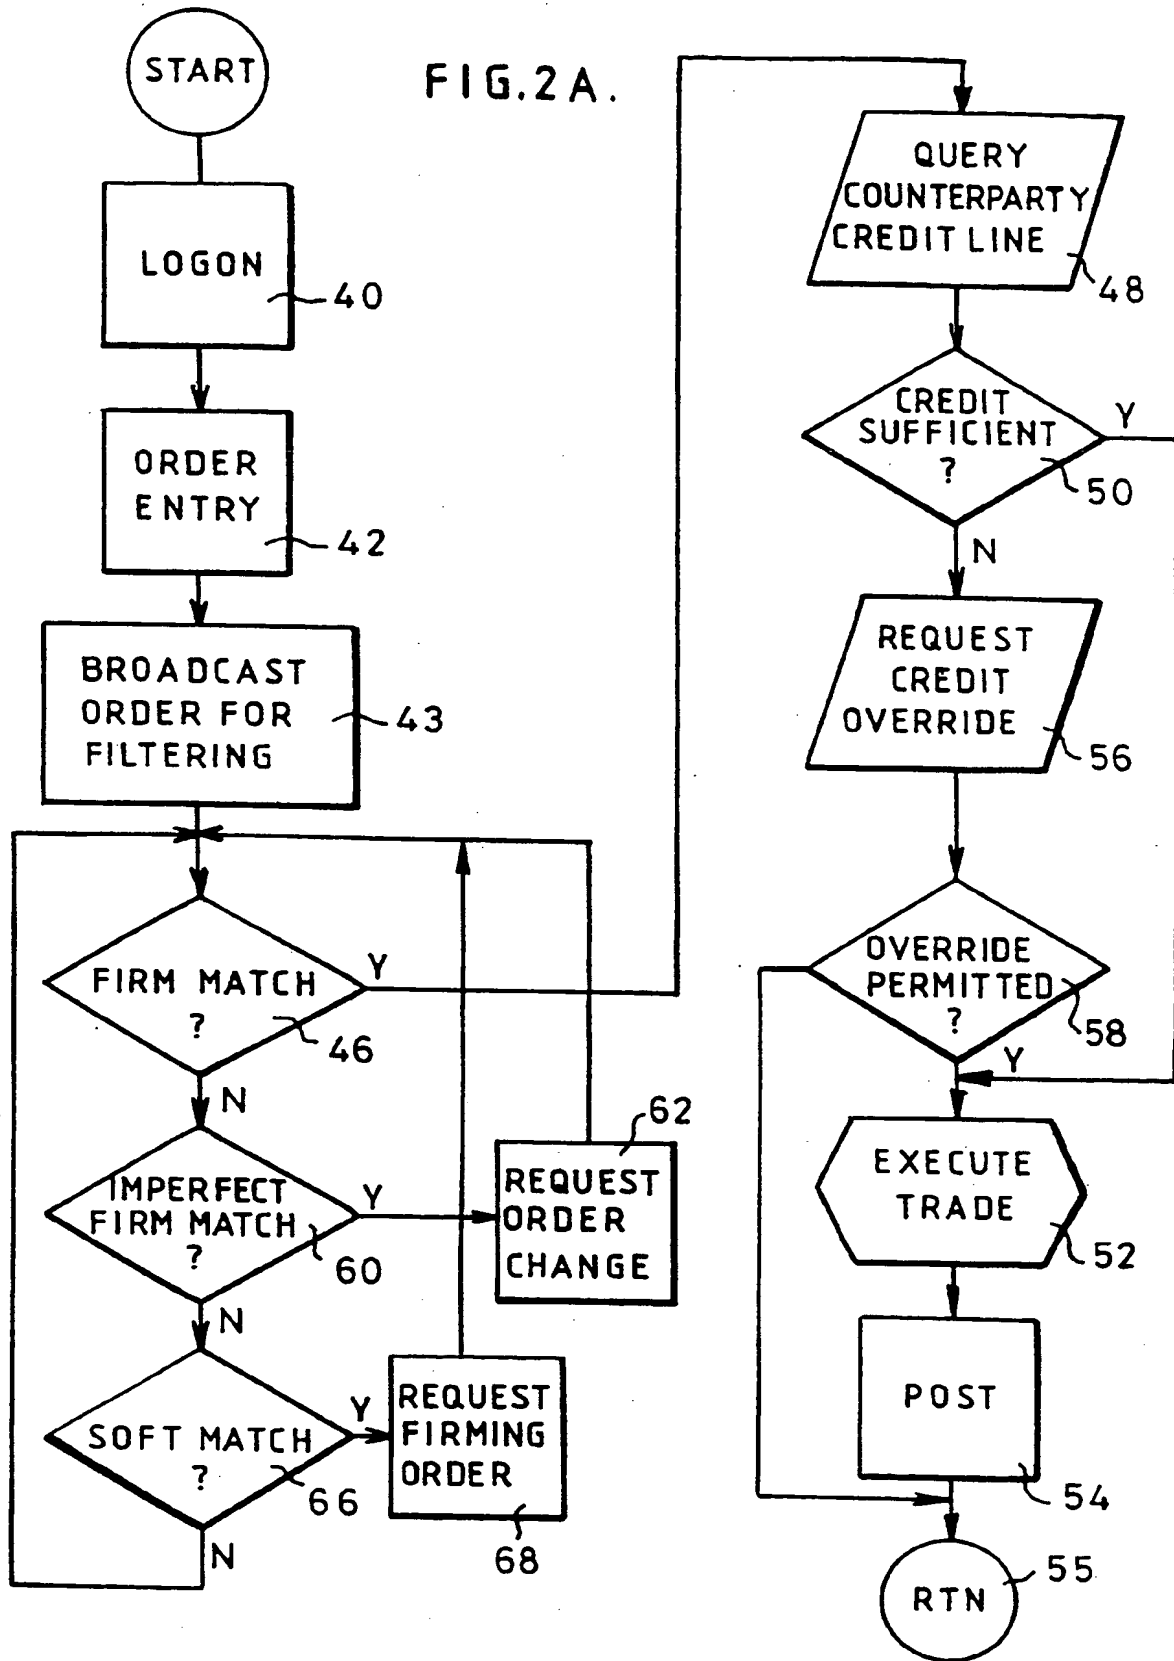 START
FIG.2A.
LOGON
40
ORDER
ENTRY
42
BROADCAST
ORDER FOR
FILTERING
43
FIRM MATCH
?
46
Y
N
IMPERFECT
FIRM MATCH
?
60
Y
N
62
REQUEST
ORDER
CHANGE
SOFT MATCH
?
66
Y
N
REQUEST
FIRMING
ORDER
68
QUERY
COUNTERPARTY
CREDIT LINE
48
CREDIT
SUFFICIENT
?
50
Y
N
REQUEST
CREDIT
OVERRIDE
56
OVERRIDE
PERMITTED
?
58
Y
EXECUTE
TRADE
52
POST
54
RTN
55